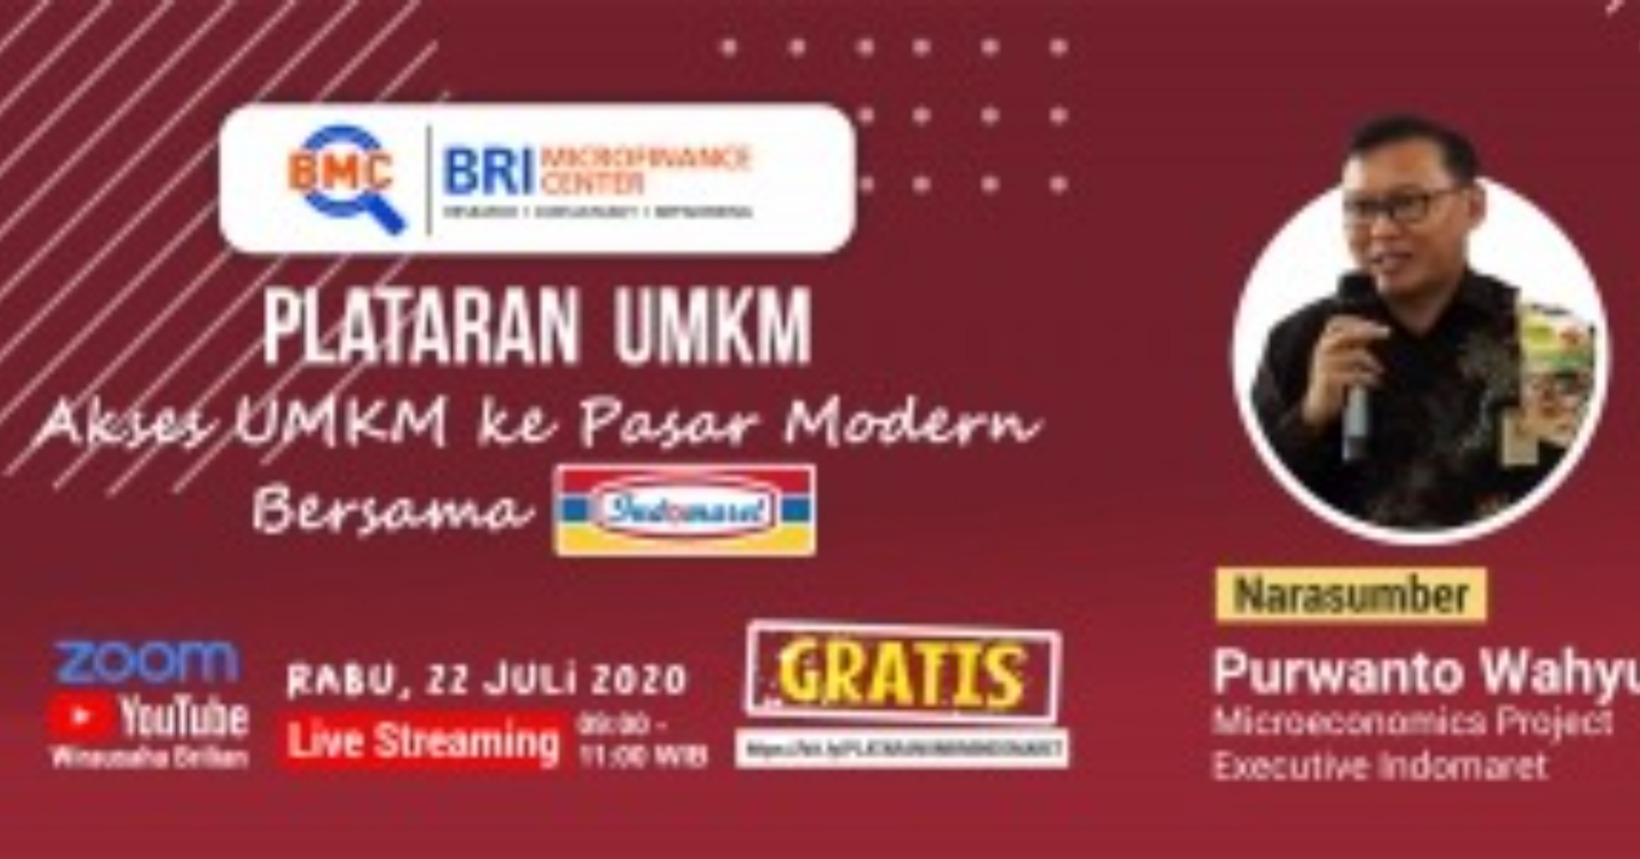 BMC
BRI MICROFINANCE
CENTER
PLATARAN UMKM
Akses UMKM ke Pasar Modern
Bersama Indomaret
zoom
YouTube
Wirausaha Brilian
RABU, 22 JULi 2020
Live Streaming
09:00 -
11:00 WIB
GRATIS
Narasumber
Purwanto Wahyu
Microeconomics Project
Executive Indomaret